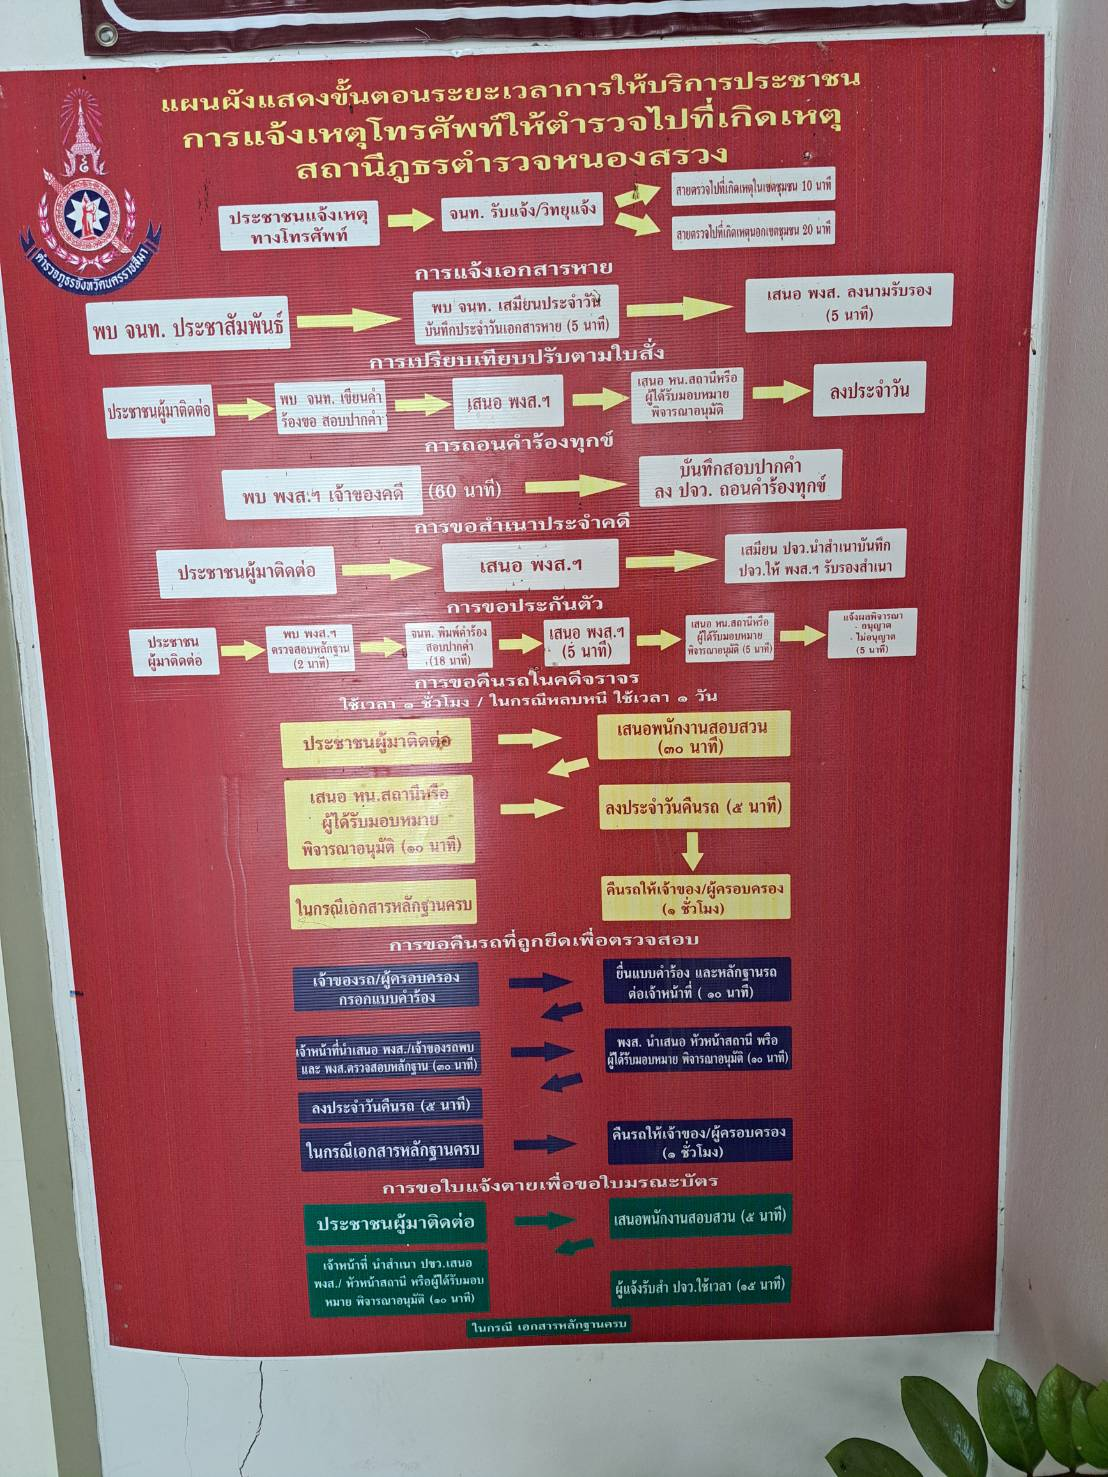 แผนผังแสดงขั้นตอนระยะเวลาการให้บริการประชาชน
การแจ้งเหตุโทรศัพท์ให้ตำรวจไปที่เกิดเหตุ
สถานีภูธรตำรวจหนองสรวง
ตำรวจภูธรจังหวัดนครราชสีมา
ประชาชนแจ้งเหตุ
ทางโทรศัพท์
จนท. รับแจ้ง/วิทยุแจ้ง
สายตรวจไปที่เกิดเหตุในเขตชุมชน 10 นาที
สายตรวจไปที่เกิดเหตุนอกเขตชุมชน 20 นาที
การแจ้งเอกสารหาย
พบ จนท. ประชาสัมพันธ์
พบ จนท. เสมียนประจำวัน
บันทึกประจำวันเอกสารหาย (5 นาที)
เสนอ พงส. ลงนามรับรอง
(5 นาที)
การเปรียบเทียบปรับตามใบสั่ง
ประชาชนผู้มาติดต่อ
พบ จนท. เขียนคำ
ร้องขอ สอบปากคำ
เสนอ พงส.ฯ
เสนอ หน.สถานีหรือ
ผู้ได้รับมอบหมาย
พิจารณาอนุมัติ
ลงประจำวัน
การถอนคำร้องทุกข์
พบ พงส.ฯ เจ้าของคดี
(60 นาที)
บันทึกสอบปากคำ
ลง ปจว. ถอนคำร้องทุกข์
การขอสำเนาประจำคดี
ประชาชนผู้มาติดต่อ
เสนอ พงส.ฯ
เสมียน ปจว.นำสำเนาบันทึก
ปจว.ให้ พงส.ฯ รับรองสำเนา
การขอประกันตัว
ประชาชน
ผู้มาติดต่อ
พบ พงส.ฯ
ตรวจสอบหลักฐาน
(2 นาที)
จนท. พิมพ์คำร้อง
สอบปากคำ
(18 นาที)
เสนอ พงส.ฯ
(5 นาที)
เสนอ หน.สถานีหรือ
ผู้ได้รับมอบหมาย
พิจารณาอนุมัติ (5 นาที)
แจ้งผลพิจารณา
- อนุญาต
- ไม่อนุญาต
(5 นาที)
การขอคืนรถในคดีจราจร
ใช้เวลา ๑ ชั่วโมง / ในกรณีหลบหนี ใช้เวลา ๑ วัน
ประชาชนผู้มาติดต่อ
เสนอพนักงานสอบสวน
(๓๐ นาที)
เสนอ หน.สถานีหรือ
ผู้ได้รับมอบหมาย
พิจารณาอนุมัติ (๑๐ นาที)
ลงประจำวันคืนรถ (๕ นาที)
ในกรณีเอกสารหลักฐานครบ
คืนรถให้เจ้าของ/ผู้ครอบครอง
(๑ ชั่วโมง)
การขอคืนรถที่ถูกยึดเพื่อตรวจสอบ
เจ้าของรถ/ผู้ครอบครอง
กรอกแบบคำร้อง
ยื่นแบบคำร้อง และหลักฐานรถ
ต่อเจ้าหน้าที่ ( ๑๐ นาที)
เจ้าหน้าที่นำเสนอ พงส./เจ้าของรถพบ
และ พงส.ตรวจสอบหลักฐาน (๓๐ นาที)
พงส. นำเสนอ หัวหน้าสถานี หรือ
ผู้ได้รับมอบหมาย พิจารณาอนุมัติ (๑๐ นาที)
ลงประจำวันคืนรถ (๕ นาที)
ในกรณีเอกสารหลักฐานครบ
คืนรถให้เจ้าของ/ผู้ครอบครอง
(๑ ชั่วโมง)
การขอใบแจ้งตายเพื่อขอใบมรณะบัตร
ประชาชนผู้มาติดต่อ
เสนอพนักงานสอบสวน (๕ นาที)
เจ้าหน้าที่ นำสำเนา ปจว.เสนอ
พงส./ หัวหน้าสถานี หรือผู้ได้รับมอบ
หมาย พิจารณาอนุมัติ (๑๐ นาที)
ผู้แจ้งรับสำ ปจว.ใช้เวลา (๑๕ นาที)
ในกรณี เอกสารหลักฐานครบ